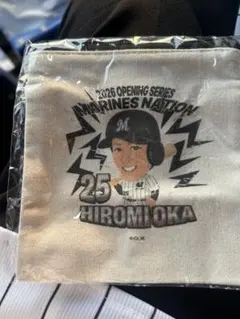 2026 OPENING SERIES
MARINES NATION
M
25
HIROMI OKA